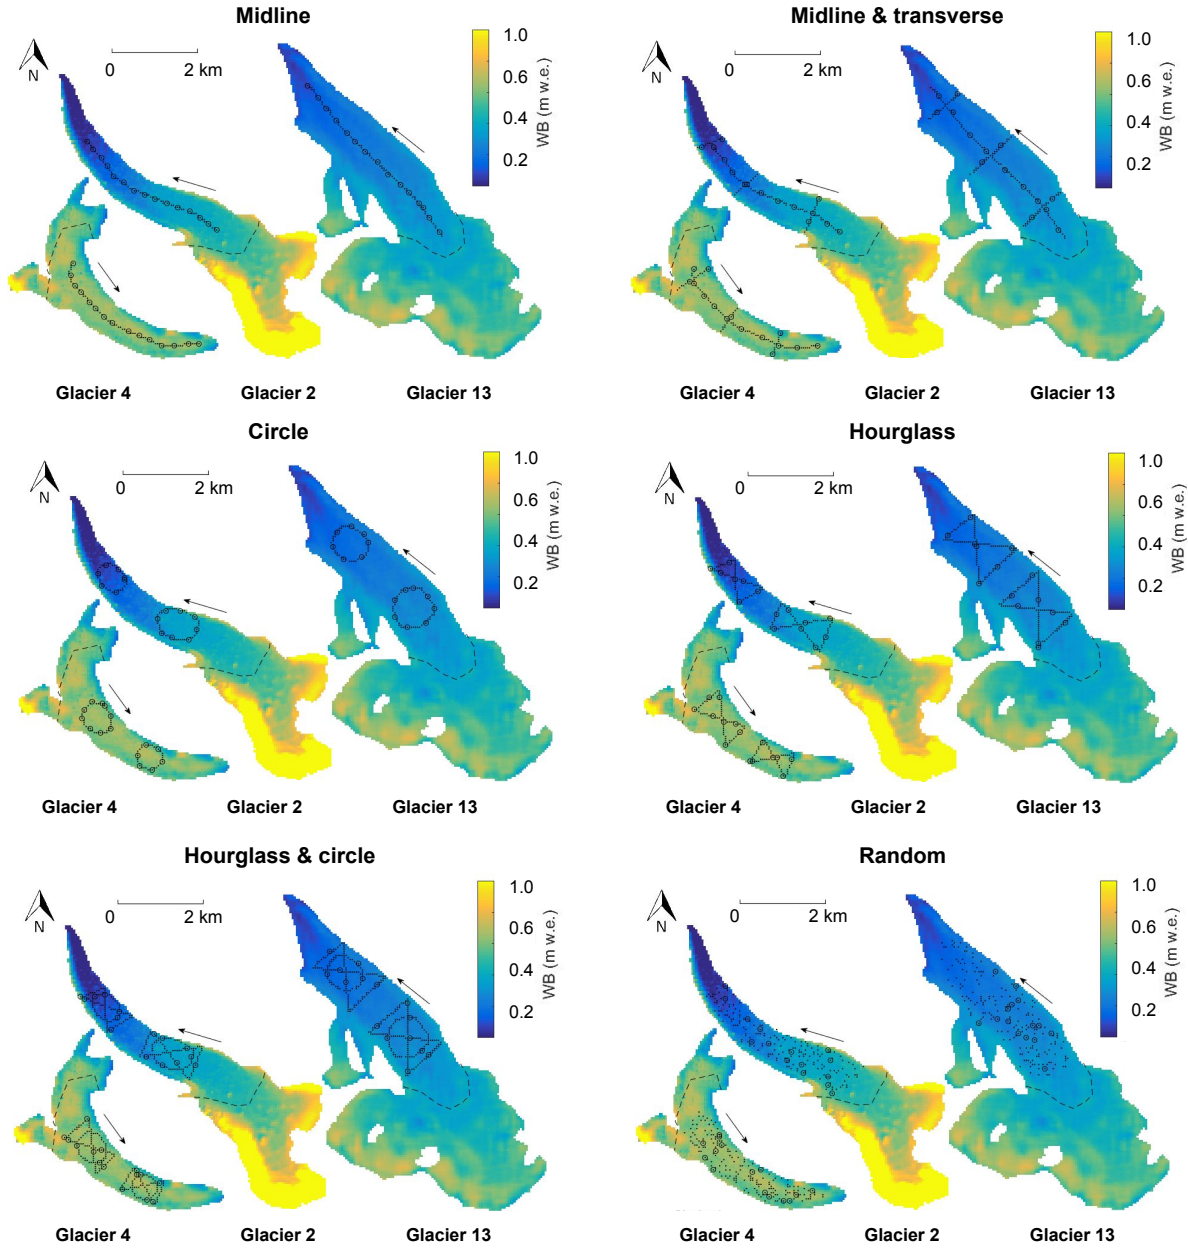 Midline
N
0 2 km
1.0
0.6
0.4
0.2
WB (m w.e.)
Glacier 4 Glacier 2 Glacier 13
Midline & transverse
N
0 2 km
1.0
0.6
0.4
0.2
WB (m w.e.)
Glacier 4 Glacier 2 Glacier 13
Circle
N
0 2 km
1.0
0.6
0.4
0.2
WB (m w.e.)
Glacier 4 Glacier 2 Glacier 13
Hourglass
N
0 2 km
1.0
0.6
0.4
0.2
WB (m w.e.)
Glacier 4 Glacier 2 Glacier 13
Hourglass & circle
N
0 2 km
1.0
0.6
0.4
0.2
WB (m w.e.)
Glacier 4 Glacier 2 Glacier 13
Random
N
0 2 km
1.0
0.6
0.4
0.2
WB (m w.e.)
Glacier 4 Glacier 2 Glacier 13